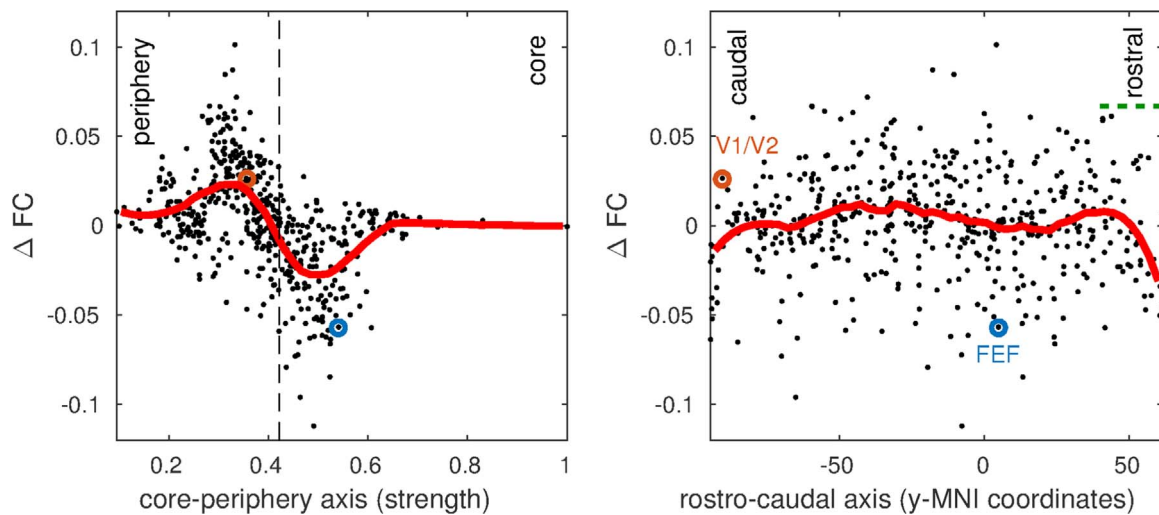 0.1
0.05
0
-0.05
-0.1
Δ FC
periphery
core
0.2
0.4
0.6
0.8
1
core-periphery axis (strength)
0.1
0.05
0
-0.05
-0.1
Δ FC
caudal
rostral
V1/V2
FEF
-50
0
50
rostro-caudal axis (y-MNI coordinates)